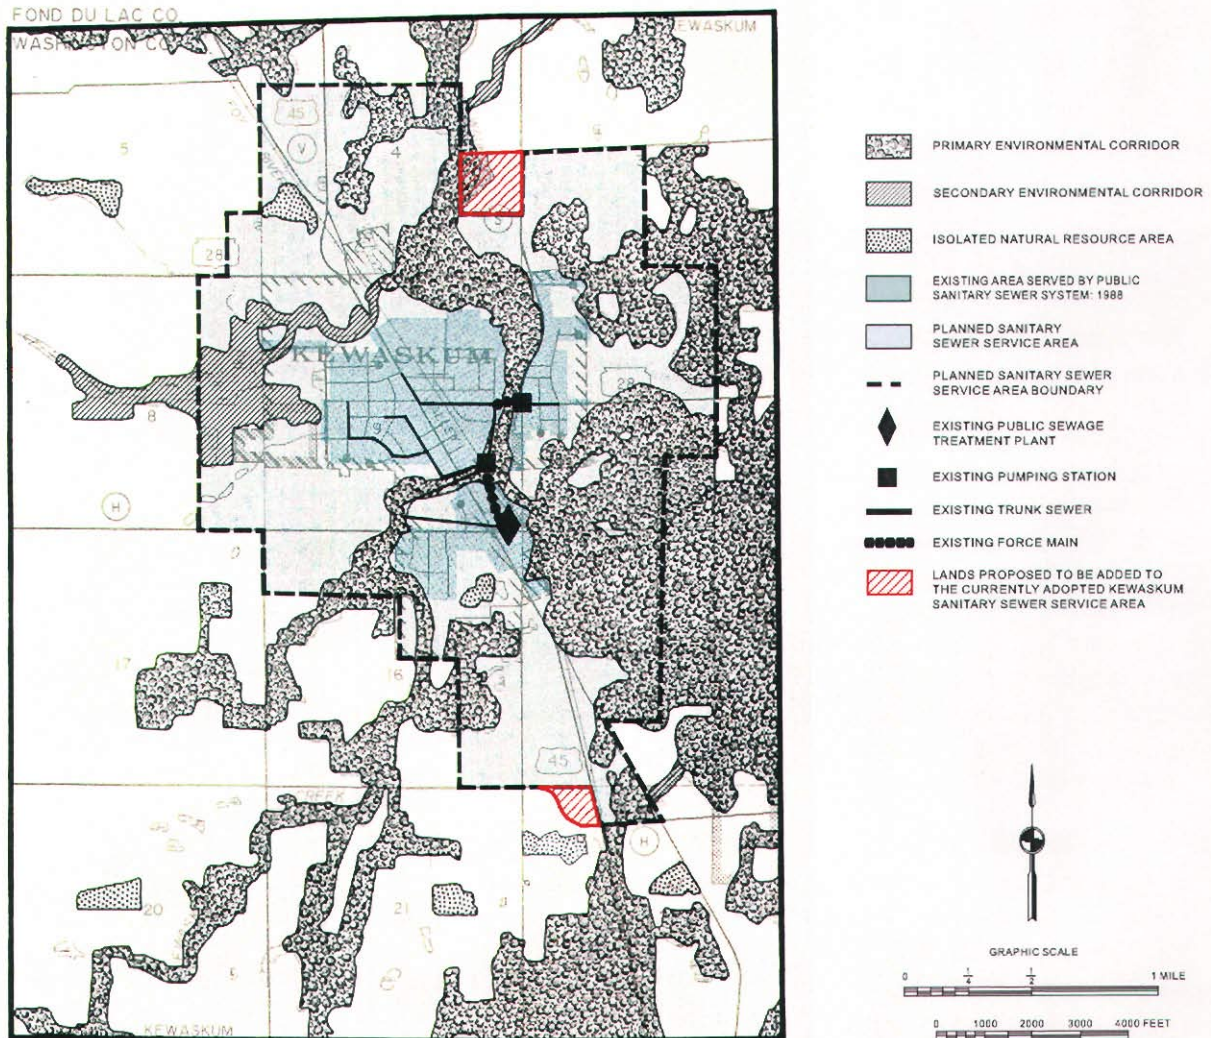 FOND DU LAC CO.
WASHINGTON CO.
KEWASKUM
45
V
5
4
RIVER
S
28
KEWASKUM
28
9
8
H
17
16
45
CREEK
H
20
21
KEWASKUM
PRIMARY ENVIRONMENTAL CORRIDOR
SECONDARY ENVIRONMENTAL CORRIDOR
ISOLATED NATURAL RESOURCE AREA
EXISTING AREA SERVED BY PUBLIC
SANITARY SEWER SYSTEM: 1988
PLANNED SANITARY
SEWER SERVICE AREA
PLANNED SANITARY SEWER
SERVICE AREA BOUNDARY
EXISTING PUBLIC SEWAGE
TREATMENT PLANT
EXISTING PUMPING STATION
EXISTING TRUNK SEWER
EXISTING FORCE MAIN
LANDS PROPOSED TO BE ADDED TO
THE CURRENTLY ADOPTED KEWASKUM
SANITARY SEWER SERVICE AREA
GRAPHIC SCALE
0 1/4 1/2 1 MILE
0 1000 2000 3000 4000 FEET